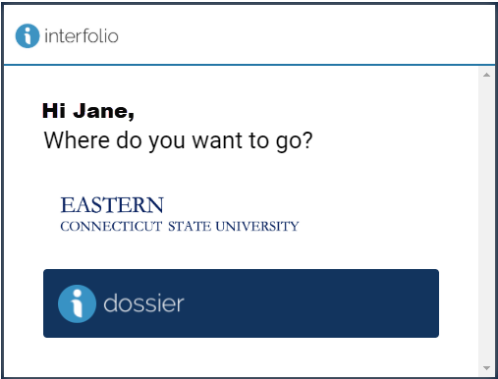 interfolio
Hi Jane,
Where do you want to go?
EASTERN
CONNECTICUT STATE UNIVERSITY
dossier